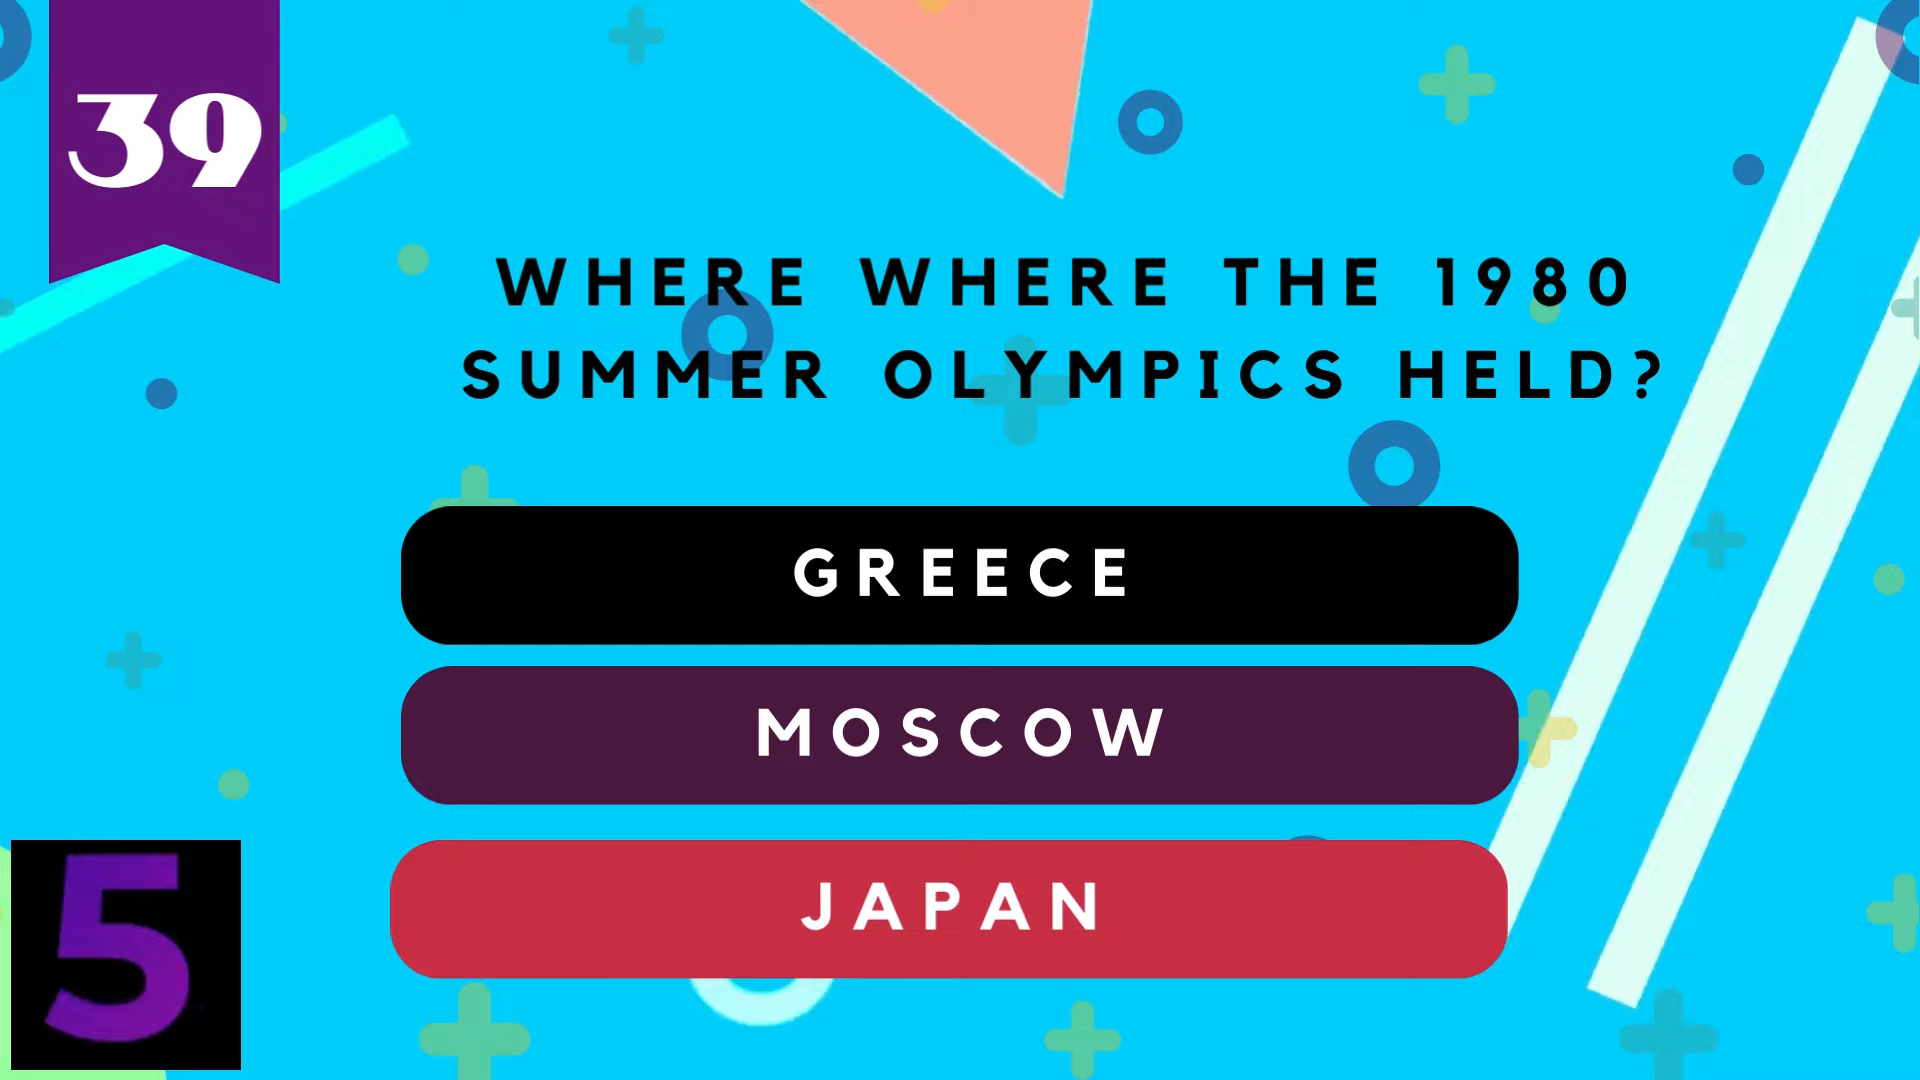 39
WHERE WHERE THE 1980
SUMMER OLYMPICS HELD?
GREECE
MOSCOW
JAPAN
5